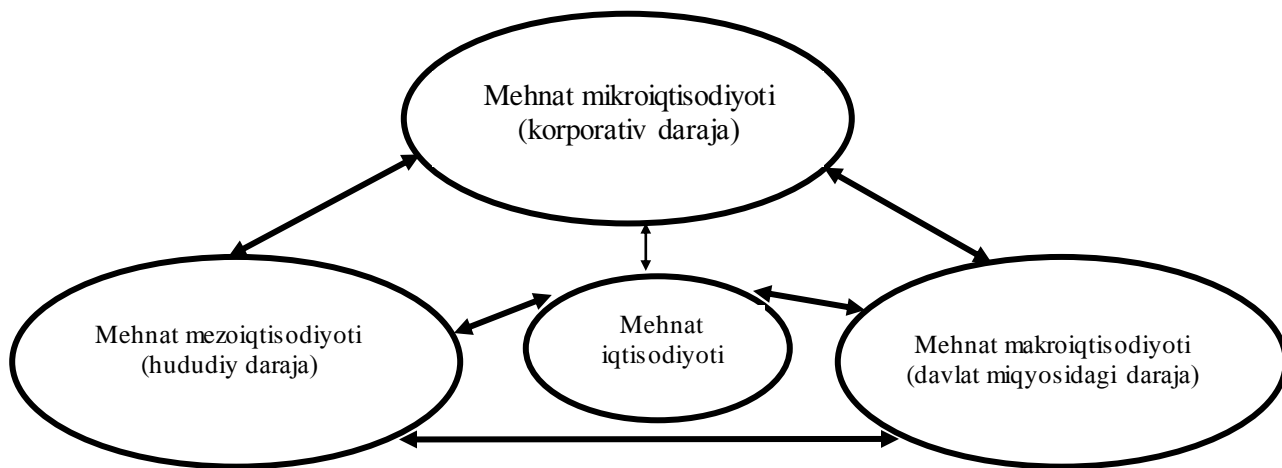 Mehnat mikroiqtisodiyoti
(korporativ daraja)
Mehnat mezoiqtisodiyoti
(hududiy daraja)
Mehnat
iqtisodiyoti
Mehnat makroiqtisodiyoti
(davlat miqyosidagi daraja)